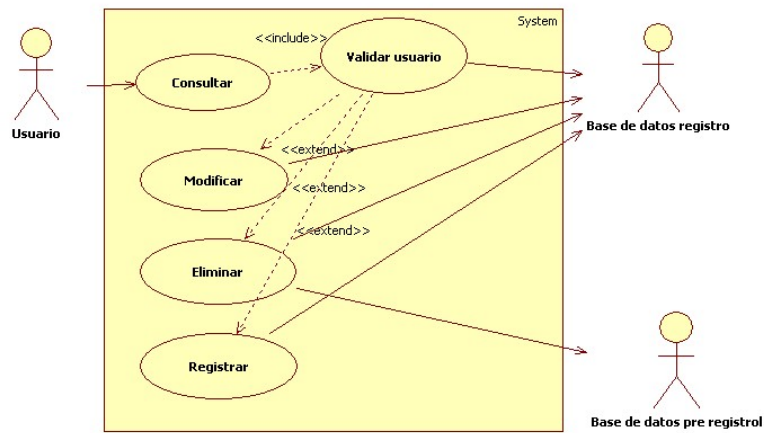 System
<<include>>
Validar usuario
Consultar
Usuario
Base de datos registro
<<extend>>
Modificar
<<extend>>
<<extend>>
Eliminar
Registrar
Base de datos pre registrol